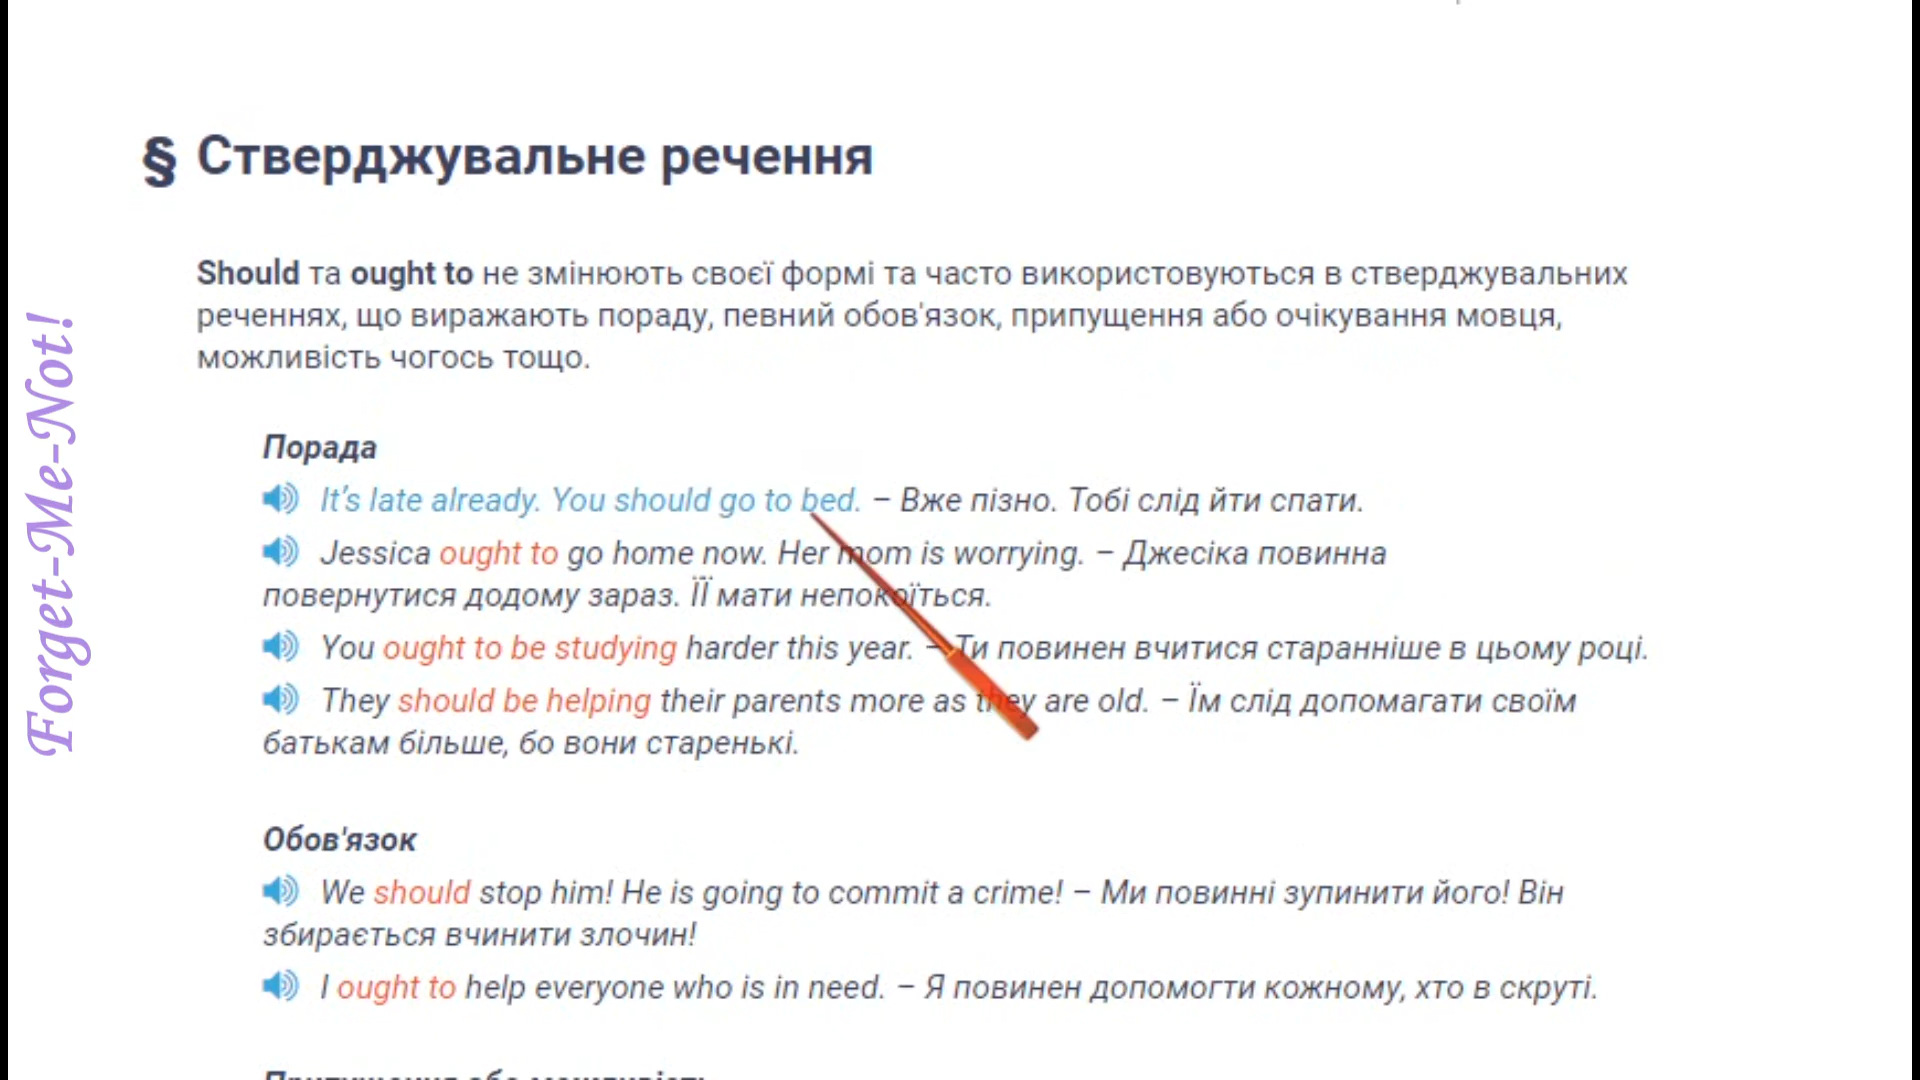 § Стверджувальне речення
Should та ought to не змінюють своєї формі та часто використовуються в стверджувальних
реченнях, що виражають пораду, певний обов'язок, припущення або очікування мовця,
можливість чогось тощо.
Порада
It’s late already. You should go to bed. – Вже пізно. Тобі слід йти спати.
Jessica ought to go home now. Her mom is worrying. – Джесіка повинна
повернутися додому зараз. ЇЇ мати непокоїться.
You ought to be studying harder this year. – Ти повинен вчитися старанніше в цьому році.
They should be helping their parents more as they are old. – Їм слід допомагати своїм
батькам більше, бо вони старенькі.
Обов'язок
We should stop him! He is going to commit a crime! – Ми повинні зупинити його! Він
збирається вчинити злочин!
I ought to help everyone who is in need. – Я повинен допомогти кожному, хто в скруті.
Forget-Me-Not!